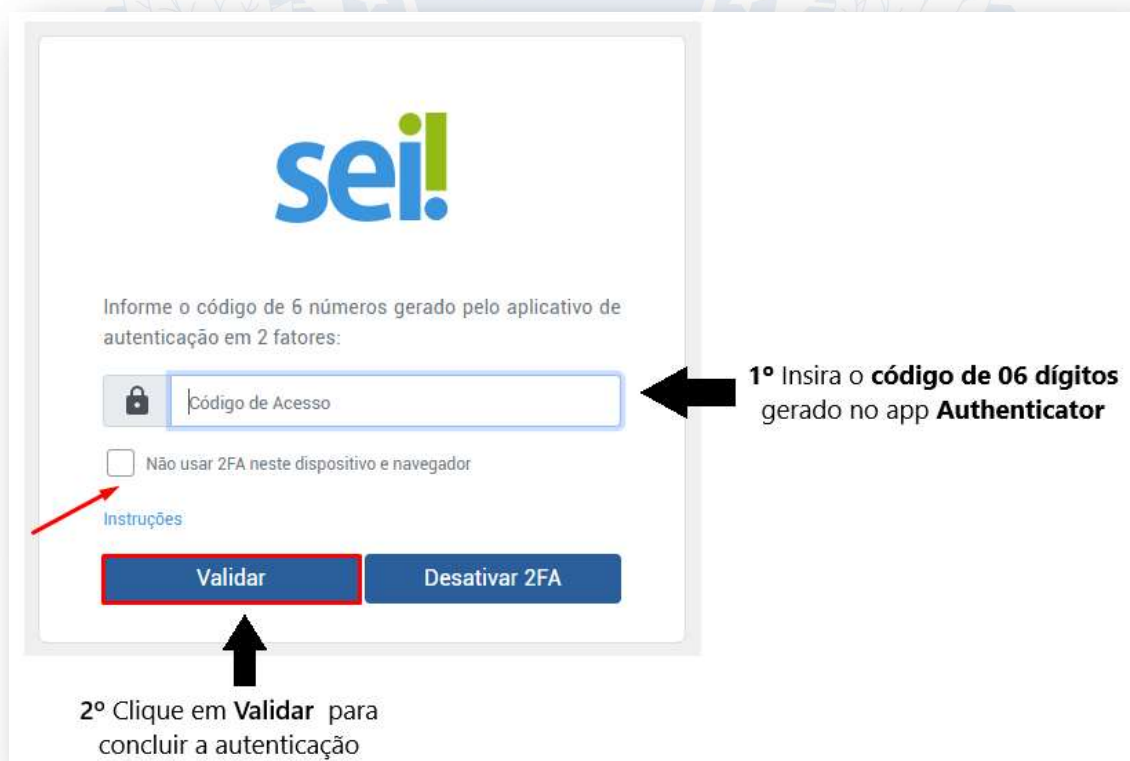 sei!
Informe o código de 6 números gerado pelo aplicativo de
autenticação em 2 fatores:
Código de Acesso
Não usar 2FA neste dispositivo e navegador
Instruções
Validar
Desativar 2FA
1º Insira o código de 06 dígitos
gerado no app Authenticator
2º Clique em Validar para
concluir a autenticação